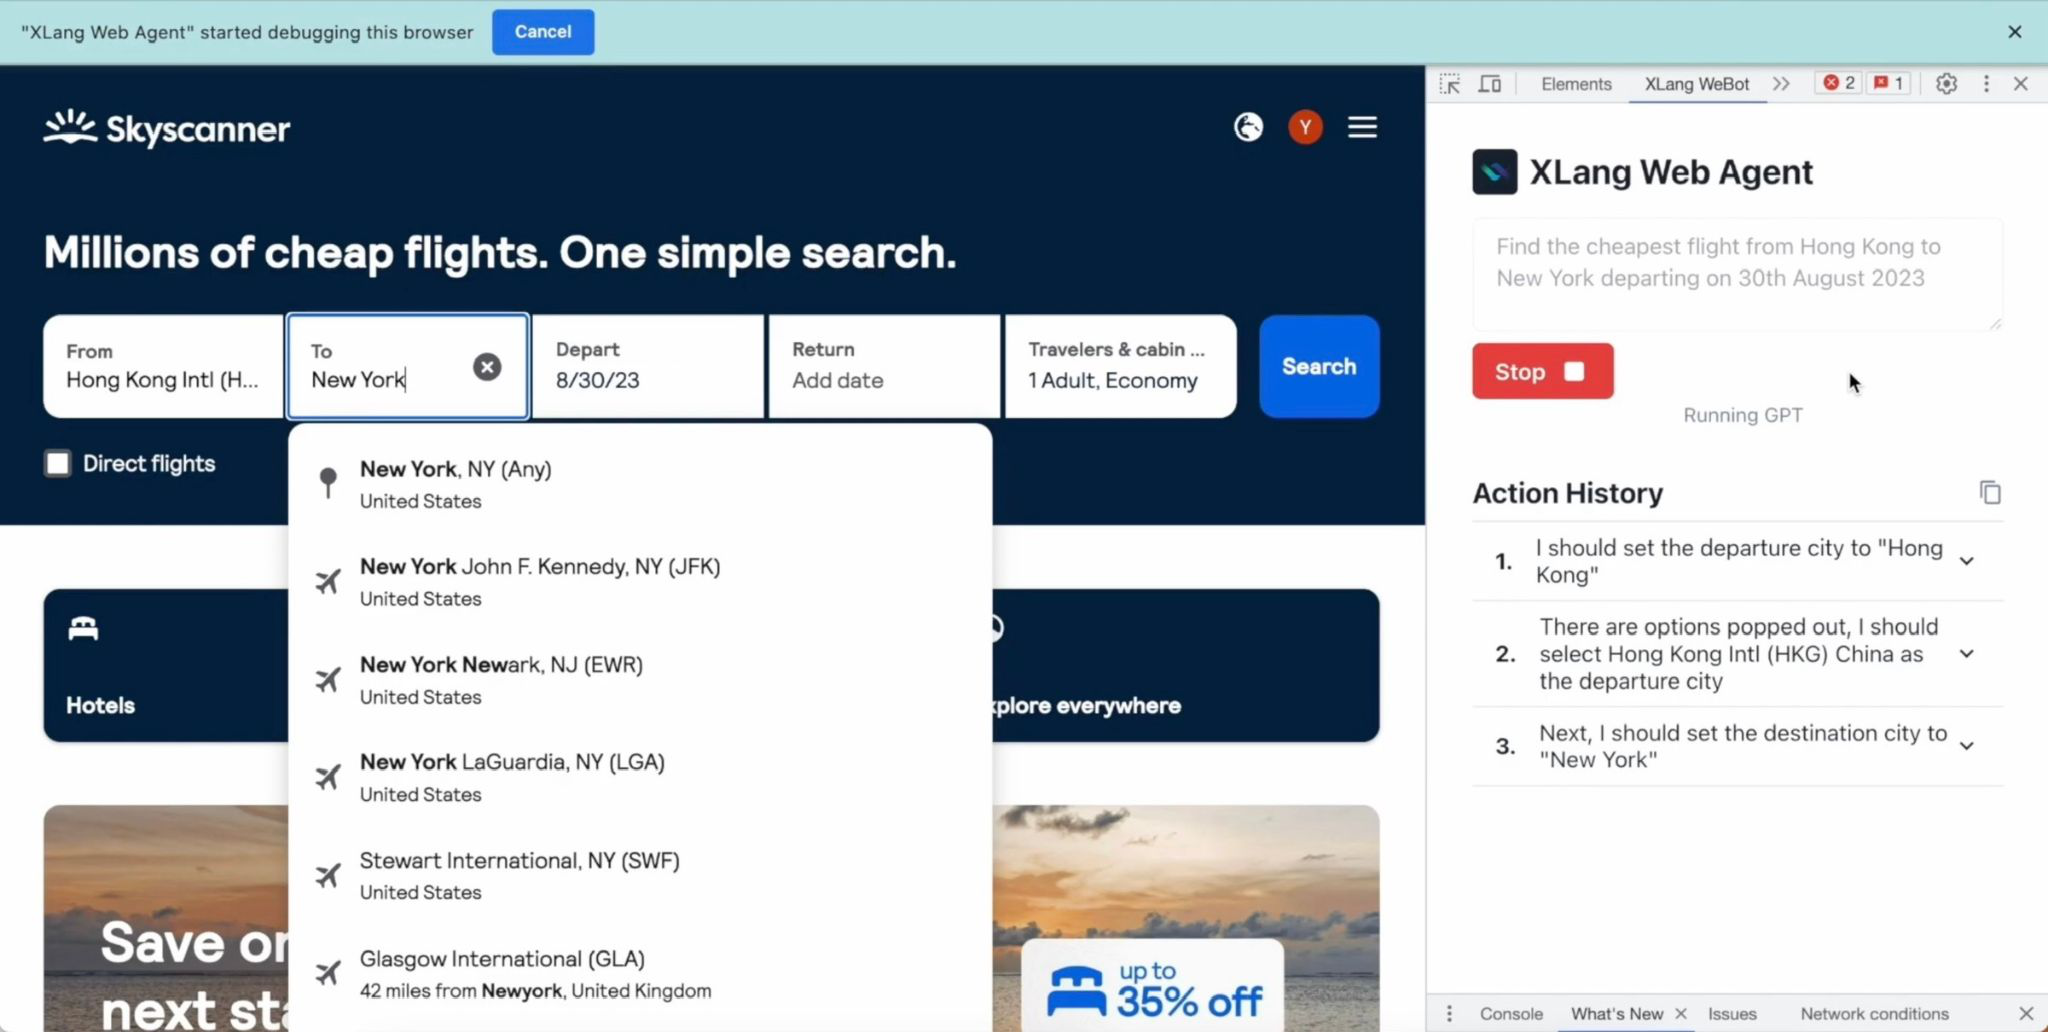 "XLang Web Agent" started debugging this browser
Cancel
Skyscanner
Y
Millions of cheap flights. One simple search.
From
Hong Kong Intl (H...
To
New York
Depart
8/30/23
Return
Add date
Travelers & cabin ...
1 Adult, Economy
Search
Direct flights
New York, NY (Any)
United States
New York John F. Kennedy, NY (JFK)
United States
New York Newark, NJ (EWR)
United States
New York LaGuardia, NY (LGA)
United States
Stewart International, NY (SWF)
United States
Glasgow International (GLA)
42 miles from Newyork, United Kingdom
Hotels
xplore everywhere
Save or
next sta
up to
35% off
Elements
XLang WeBot
2
1
XLang Web Agent
Find the cheapest flight from Hong Kong to
New York departing on 30th August 2023
Stop
Running GPT
Action History
1.
I should set the departure city to "Hong
Kong"
2.
There are options popped out, I should
select Hong Kong Intl (HKG) China as
the departure city
3.
Next, I should set the destination city to
"New York"
Console
What's New
Issues
Network conditions